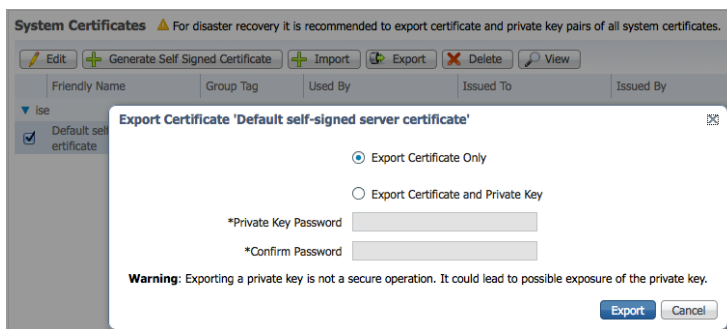 System Certificates For disaster recovery it is recommended to export certificate and private key pairs of all system certificates.
Edit Generate Self Signed Certificate Import Export Delete View
Friendly Name Group Tag Used By Issued To Issued By
ise
Default self
ertificate
Export Certificate 'Default self-signed server certificate'
Export Certificate Only
Export Certificate and Private Key
*Private Key Password
*Confirm Password
Warning: Exporting a private key is not a secure operation. It could lead to possible exposure of the private key.
Export Cancel